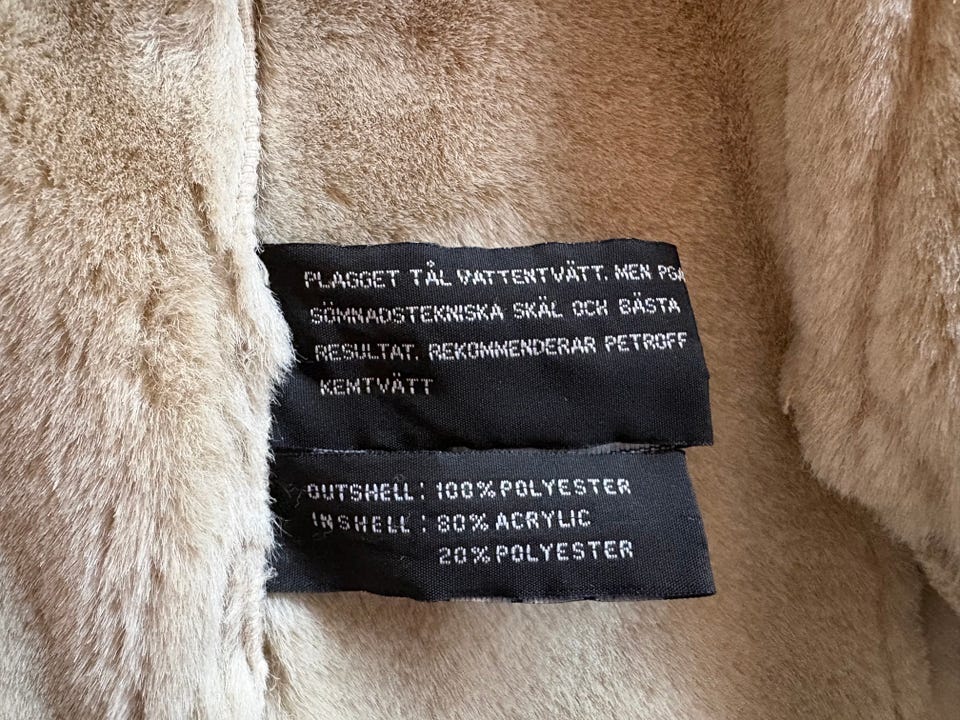 PLAGGET TÅL VATTENTVÄTT. MEN PGA
SÖMNADSTEKNISKA SKÄL OCH BÄSTA
RESULTAT. REKOMMENDERAR PETROFF
KEMTVÄTT
OUTSHELL: 100% POLYESTER
INSHELL: 80% ACRYLIC
20% POLYESTER